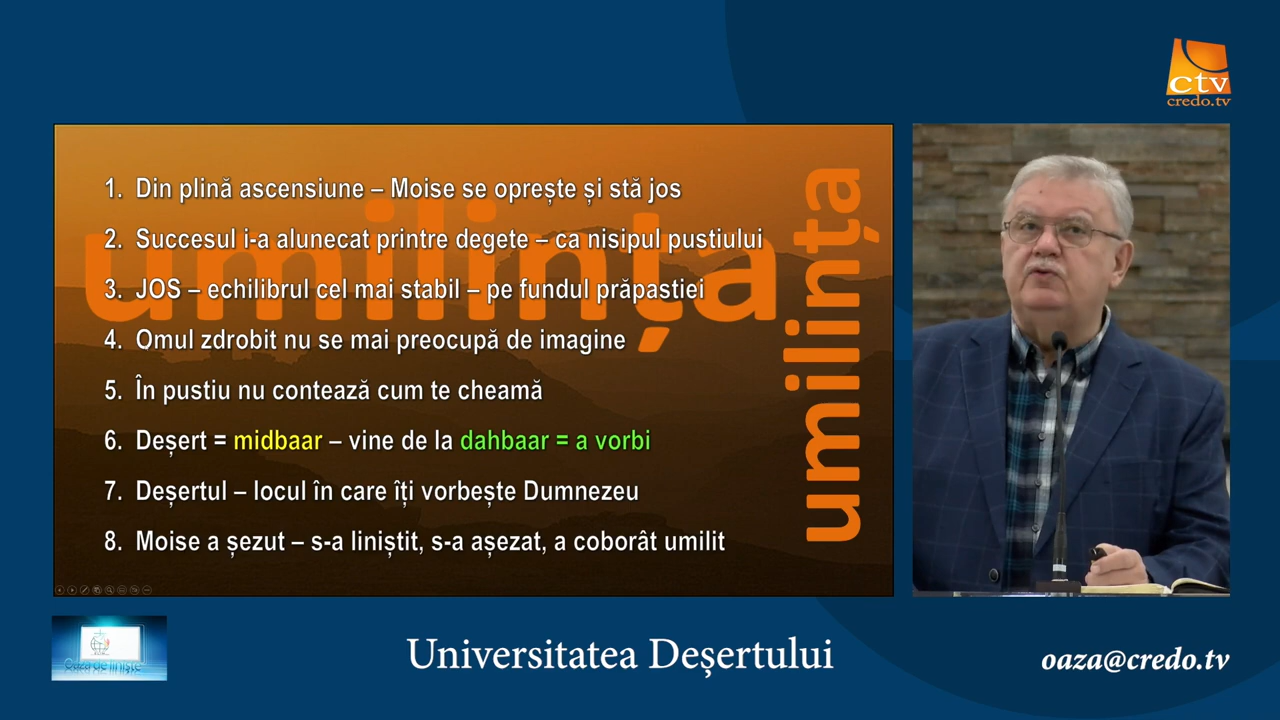 ctv
credo.tv
umilința
umilința
1. Din plină ascensiune – Moise se oprește și stă jos
2. Succesul i-a alunecat printre degete – ca nisipul pustiului
3. JOS – echilibrul cel mai stabil – pe fundul prăpastiei
4. Omul zdrobit nu se mai preocupă de imagine
5. În pustiu nu contează cum te cheamă
6. Deșert = midbaar – vine de la dahbaar = a vorbi
7. Deșertul – locul în care îți vorbește Dumnezeu
8. Moise a șezut – s-a liniștit, s-a așezat, a coborât umilit
Oaza de liniște
Universitatea Deșertului
oaza@credo.tv